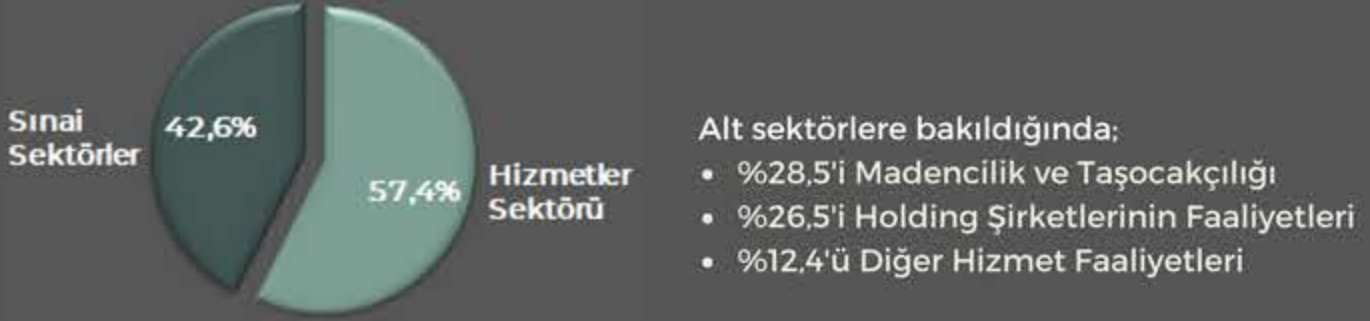 Sınai
Sektörler
42,6%
57,4%
Hizmetler
Sektörü
Alt sektörlere bakıldığında;
• %28,5'i Madencilik ve Taşocakçılığı
• %26,5'i Holding Şirketlerinin Faaliyetleri
• %12,4'ü Diğer Hizmet Faaliyetleri